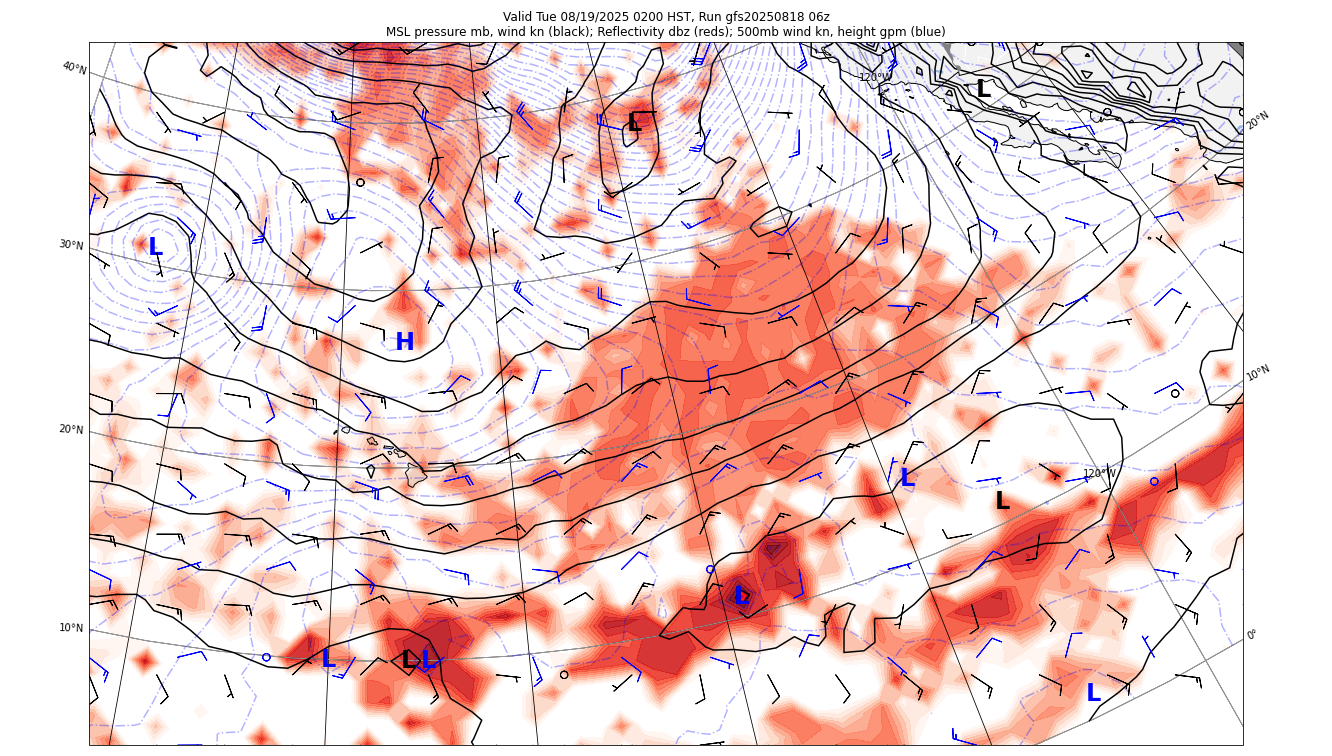 Valid Tue 08/19/2025 0200 HST, Run gfs20250818 06z
MSL pressure mb, wind kn (black); Reflectivity dbz (reds); 500mb wind kn, height gpm (blue)
40°N
120°W
L
20°N
L
30°N
L
H
10°N
20°N
L
120°W
L
L
10°N
0°
L
L
L
L